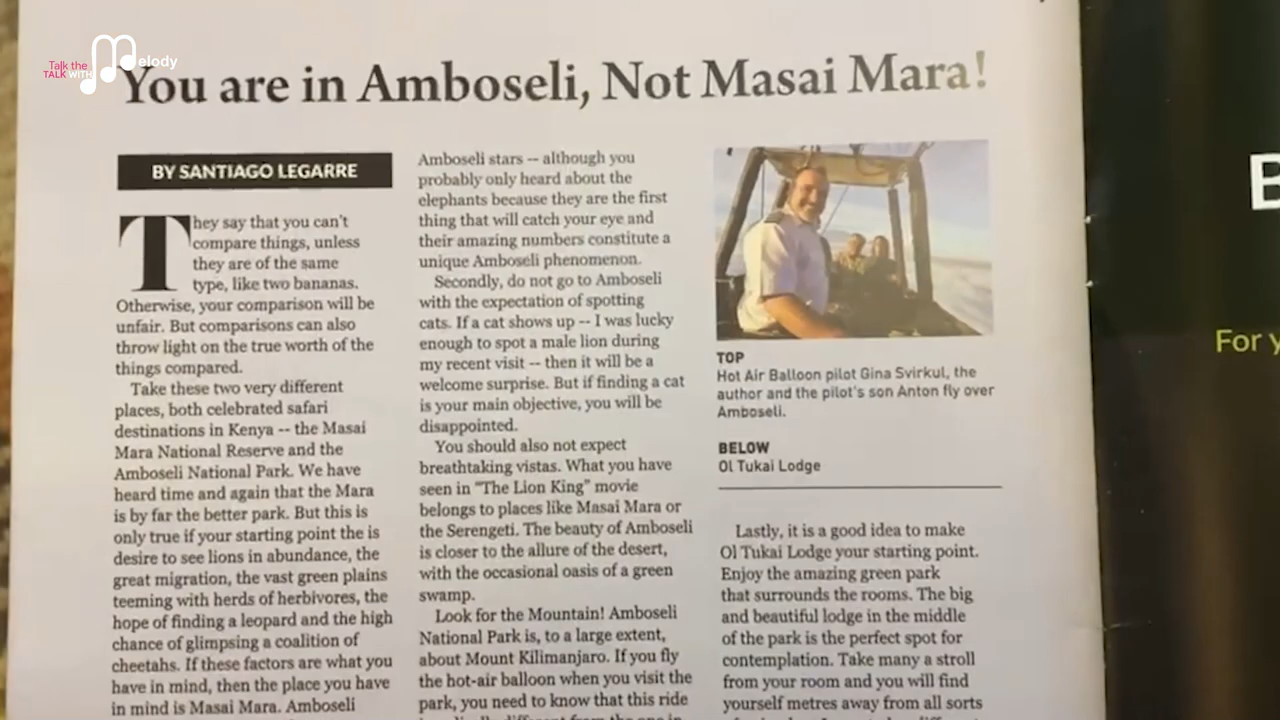 Talk the
TALK WITH Melody
You are in Amboseli, Not Masai Mara!
BY SANTIAGO LEGARRE
They say that you can't
compare things, unless
they are of the same
type, like two bananas.
Otherwise, your comparison will be
unfair. But comparisons can also
throw light on the true worth of the
things compared.
Take these two very different
places, both celebrated safari
destinations in Kenya -- the Masai
Mara National Reserve and the
Amboseli National Park. We have
heard time and again that the Mara
is by far the better park. But this is
only true if your starting point the is
desire to see lions in abundance, the
great migration, the vast green plains
teeming with herds of herbivores, the
hope of finding a leopard and the high
chance of glimpsing a coalition of
cheetahs. If these factors are what you
have in mind, then the place you have
in mind is Masai Mara. Amboseli
Amboseli stars -- although you
probably only heard about the
elephants because they are the first
thing that will catch your eye and
their amazing numbers constitute a
unique Amboseli phenomenon.
Secondly, do not go to Amboseli
with the expectation of spotting
cats. If a cat shows up -- I was lucky
enough to spot a male lion during
my recent visit -- then it will be a
welcome surprise. But if finding a cat
is your main objective, you will be
disappointed.
You should also not expect
breathtaking vistas. What you have
seen in "The Lion King" movie
belongs to places like Masai Mara or
the Serengeti. The beauty of Amboseli
is closer to the allure of the desert,
with the occasional oasis of a green
swamp.
Look for the Mountain! Amboseli
National Park is, to a large extent,
about Mount Kilimanjaro. If you fly
the hot-air balloon when you visit the
park, you need to know that this ride
TOP
Hot Air Balloon pilot Gina Svirkul, the
author and the pilot's son Anton fly over
Amboseli.
BELOW
Ol Tukai Lodge
Lastly, it is a good idea to make
Ol Tukai Lodge your starting point.
Enjoy the amazing green park
that surrounds the rooms. The big
and beautiful lodge in the middle
of the park is the perfect spot for
contemplation. Take many a stroll
from your room and you will find
yourself metres away from all sorts
For